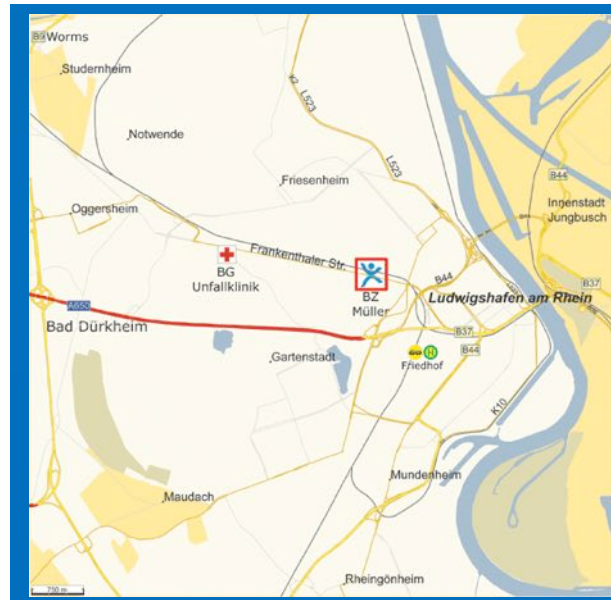 B9 Worms
Studernheim
K2
L523
Notwende
L523
Friesenheim
B44
Innenstadt
Jungbusch
Oggersheim
Frankenthaler Str.
BG
Unfallklinik
BZ
Müller
B44
B37
Ludwigshafen am Rhein
A650
Bad Dürkheim
B37
B44
Gartenstadt
H
Friedhof
K10
Mundenheim
Maudach
Rheingönheim
750 m